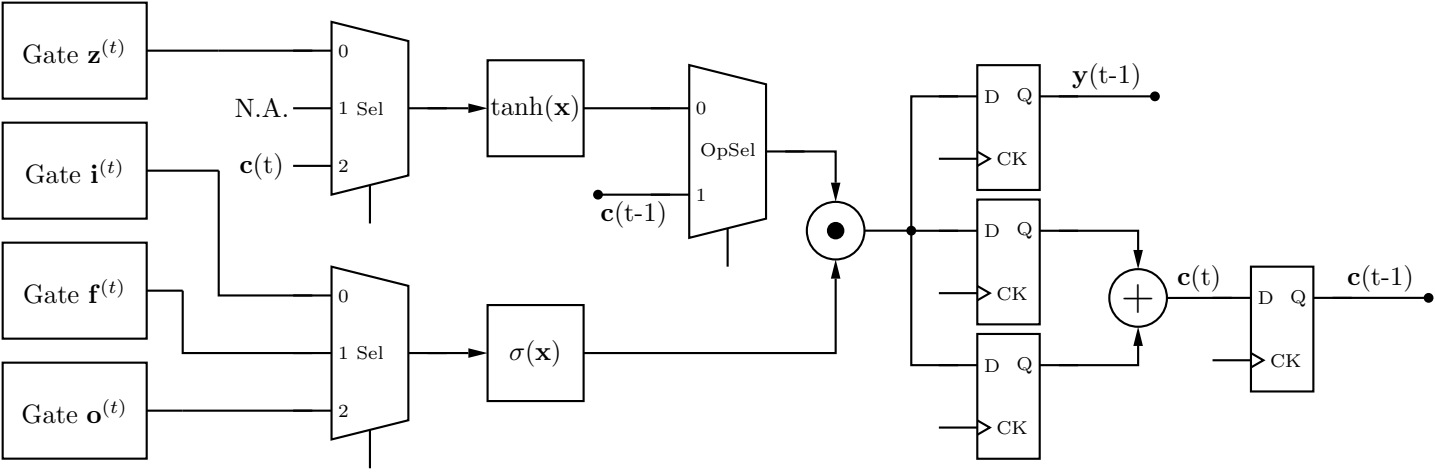 Gate z^(t)
Gate i^(t)
Gate f^(t)
Gate o^(t)
0
N.A. 1 Sel
c(t) 2
tanh(x)
0
OpSel
1
c(t-1)
0
1 Sel
2
σ(x)
D Q
CK
y(t-1)
D Q
CK
D Q
CK
+
c(t)
D Q
CK
c(t-1)